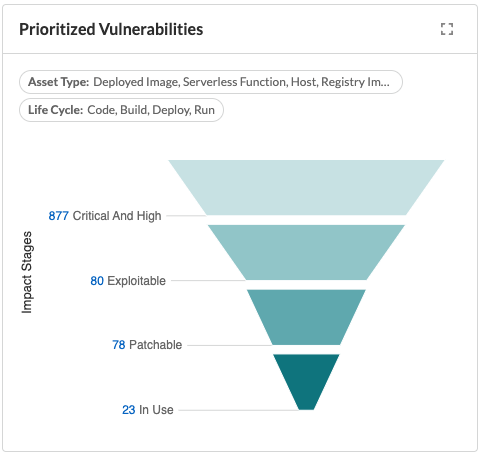 Prioritized Vulnerabilities
Asset Type: Deployed Image, Serverless Function, Host, Registry Im...
Life Cycle: Code, Build, Deploy, Run
877 Critical And High
80 Exploitable
Impact Stages
78 Patchable
23 In Use